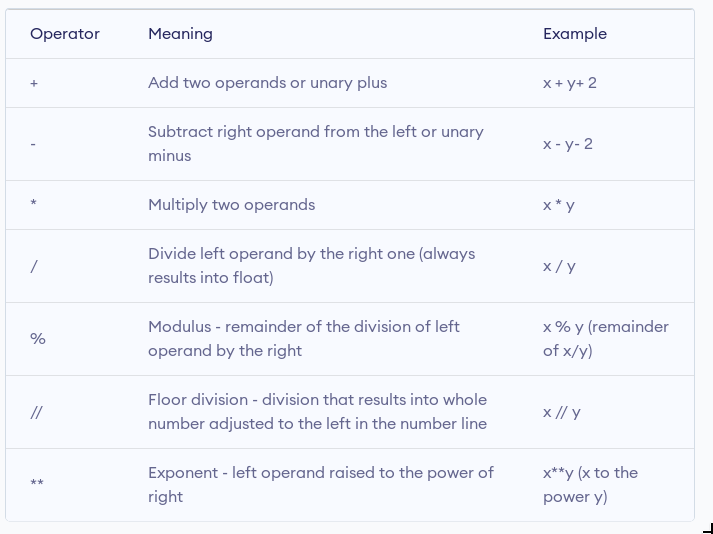 Operator Meaning Example
+ Add two operands or unary plus x + y+ 2
- Subtract right operand from the left or unary minus x - y- 2
* Multiply two operands x * y
/ Divide left operand by the right one (always results into float) x / y
% Modulus - remainder of the division of left operand by the right x % y (remainder of x/y)
// Floor division - division that results into whole number adjusted to the left in the number line x // y
** Exponent - left operand raised to the power of right x**y (x to the power y)